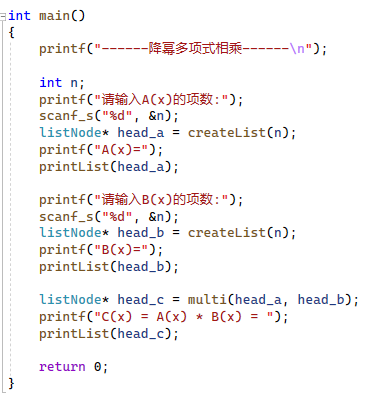 int main()
{
printf("------降幂多项式相乘------\n");
int n;
printf("请输入A(x)的项数:");
scanf_s("%d", &n);
listNode* head_a = createList(n);
printf("A(x)=");
printList(head_a);
printf("请输入B(x)的项数:");
scanf_s("%d", &n);
listNode* head_b = createList(n);
printf("B(x)=");
printList(head_b);
listNode* head_c = multi(head_a, head_b);
printf("C(x) = A(x) * B(x) = ");
printList(head_c);
return 0;
}